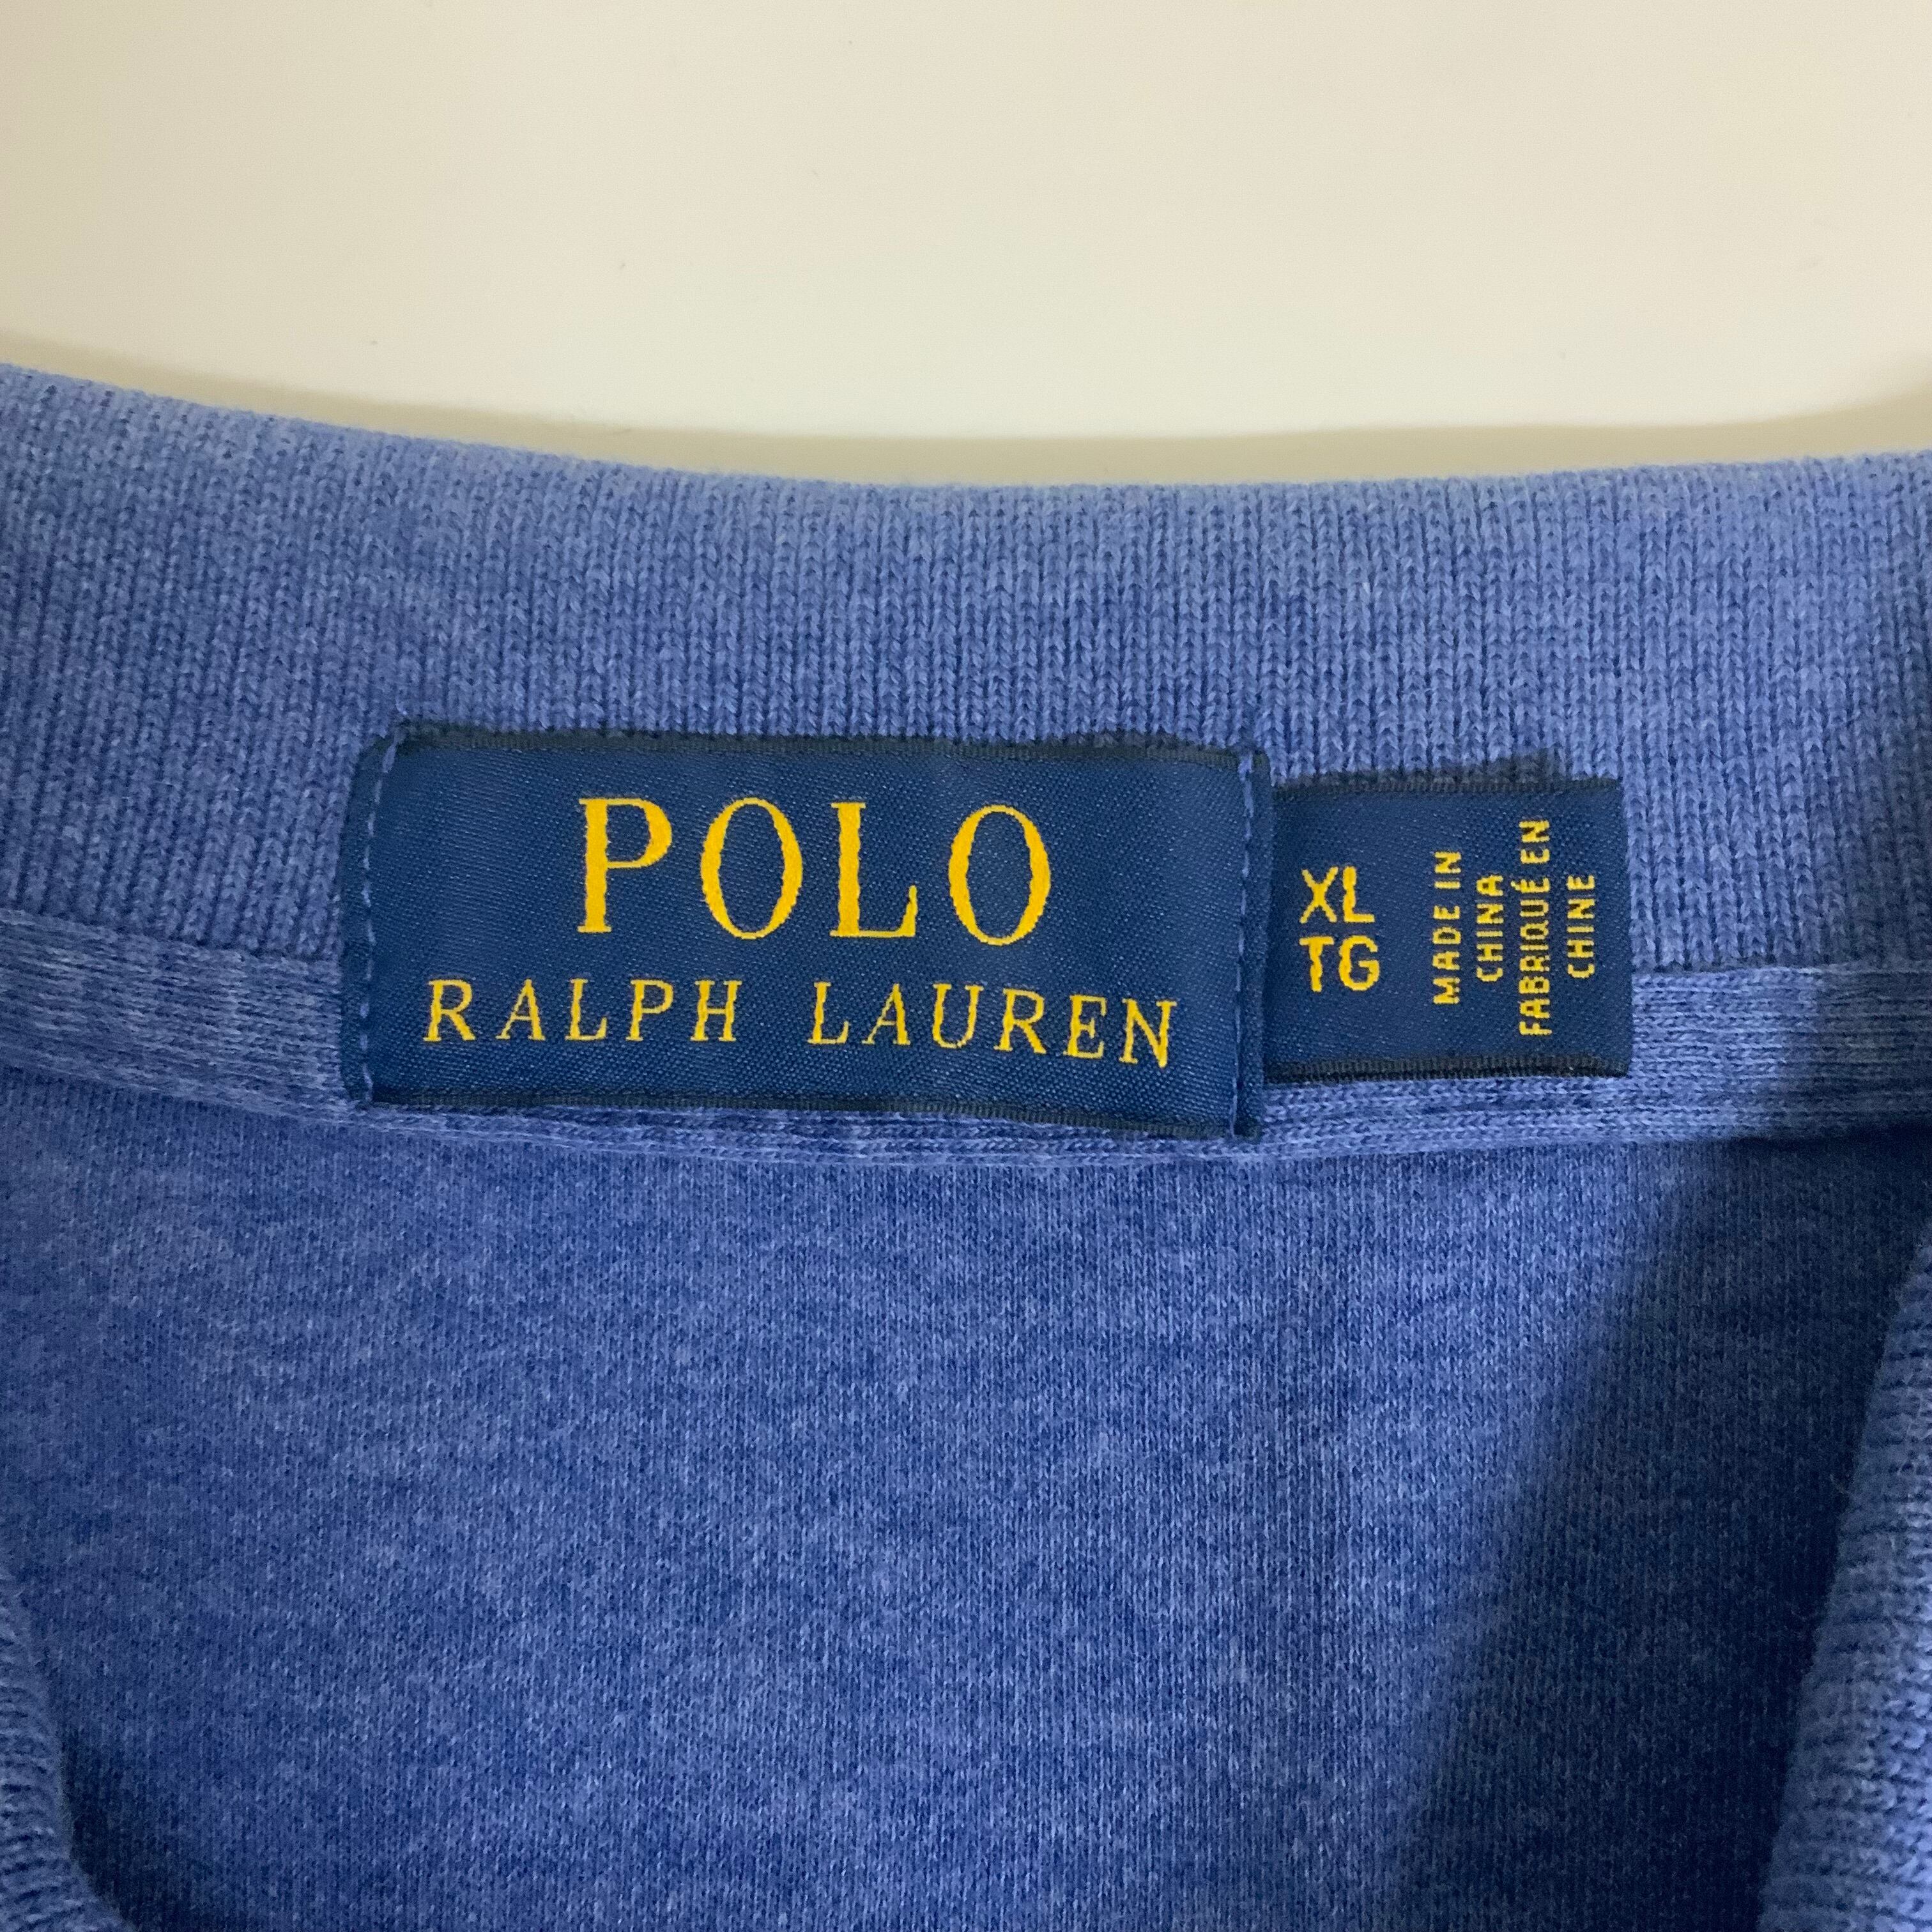 POLO
RALPH LAUREN
XL
TG
MADE IN
CHINA
FABRIQUÉ EN
CHINE